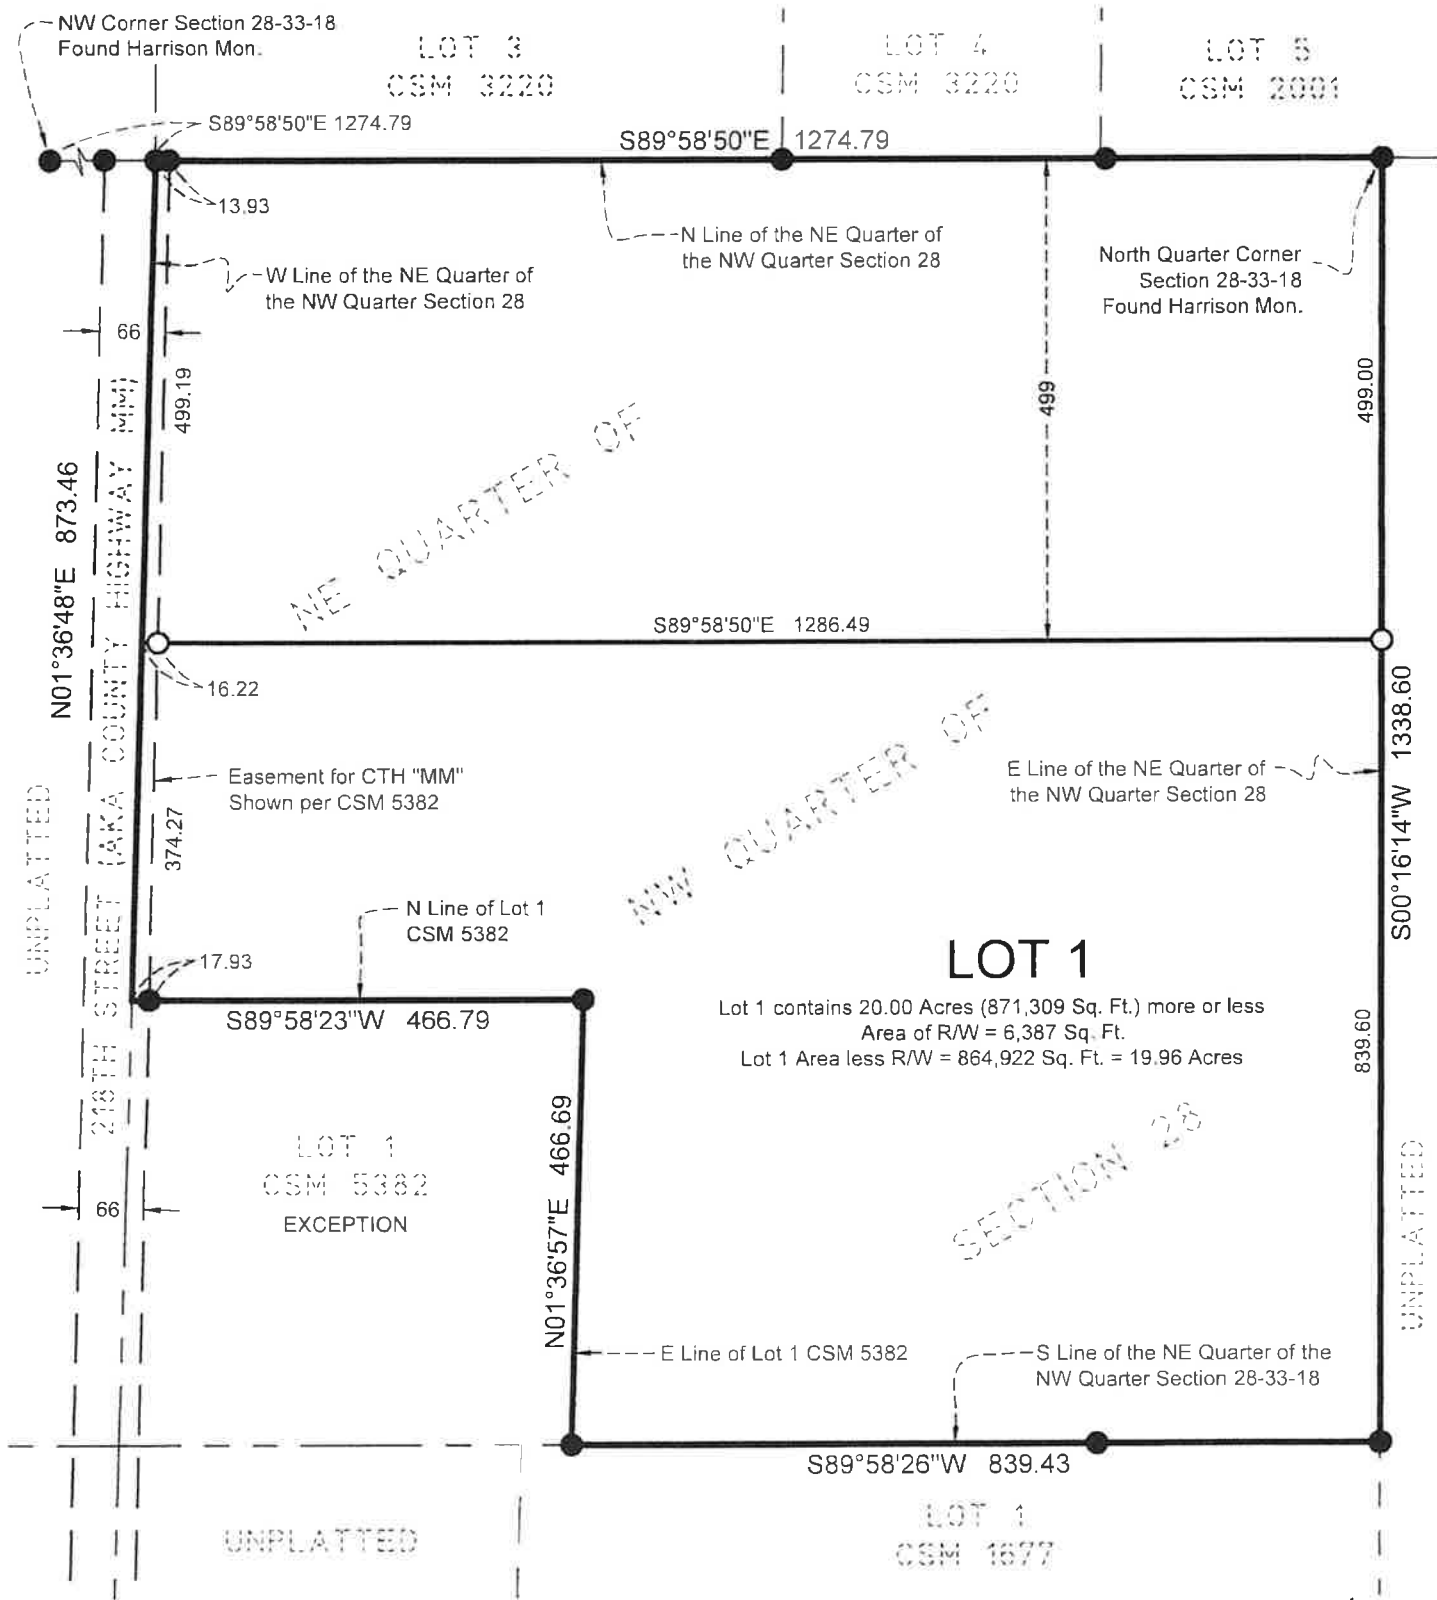 NW Corner Section 28-33-18
Found Harrison Mon.
LOT 3
CSM 3220
LOT 4
CSM 3220
LOT 5
CSM 2001
S89°58'50"E 1274.79
S89°58'50"E 1274.79
13.93
N Line of the NE Quarter of
the NW Quarter Section 28
North Quarter Corner
Section 28-33-18
Found Harrison Mon.
W Line of the NE Quarter of
the NW Quarter Section 28
66
499.19
499
499.00
NE QUARTER OF
N01°36'48"E 873.46
S89°58'50"E 1286.49
16.22
S00°16'14"W 1338.60
NW QUARTER OF
Easement for CTH "MM"
Shown per CSM 5382
E Line of the NE Quarter of
the NW Quarter Section 28
374.27
UNPLATTED
218TH STREET (AKA COUNTY HIGHWAY MM)
N Line of Lot 1
CSM 5382
17.93
S89°58'23"W 466.79
LOT 1
Lot 1 contains 20.00 Acres (871,309 Sq. Ft.) more or less
Area of R/W = 6,387 Sq. Ft.
Lot 1 Area less R/W = 864,922 Sq. Ft. = 19.96 Acres
839.60
SECTION 28
LOT 1
CSM 5382
EXCEPTION
66
N01°36'57"E 466.69
UNPLATTED
E Line of Lot 1 CSM 5382
S Line of the NE Quarter of the
NW Quarter Section 28-33-18
S89°58'26"W 839.43
UNPLATTED
LOT 1
CSM 1677